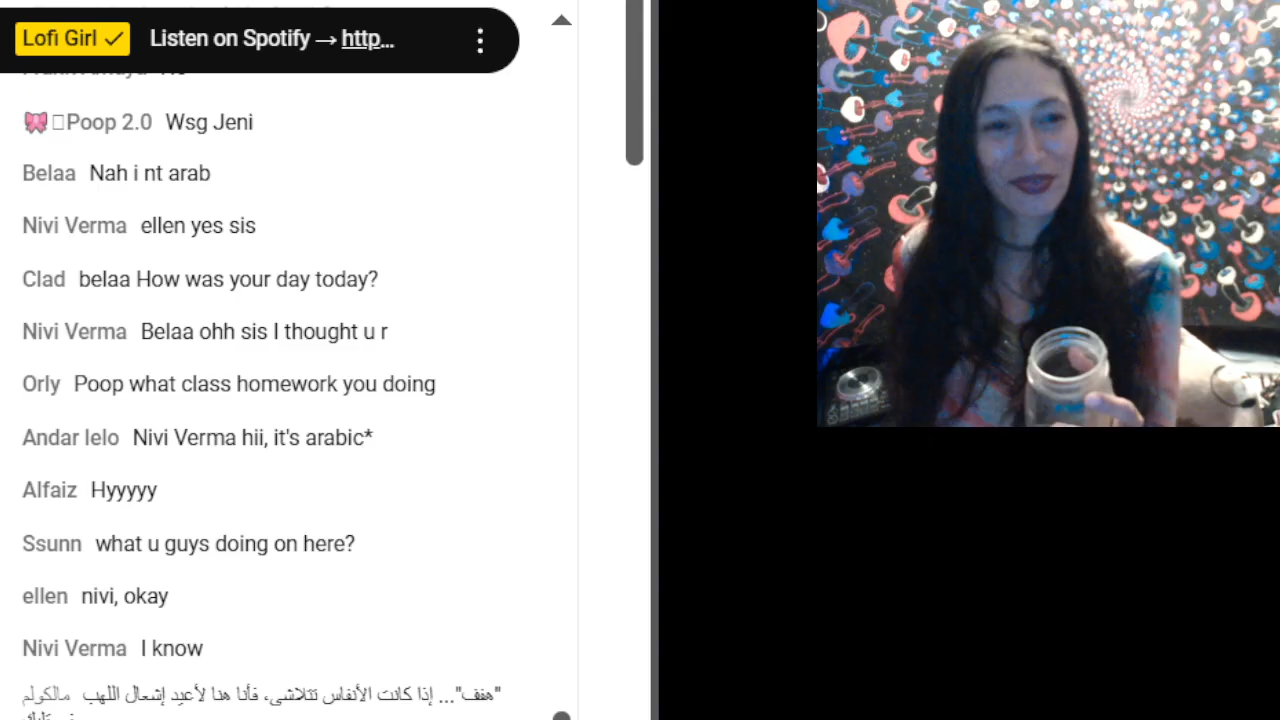 Lofi Girl ✓ Listen on Spotify → http...
🎀 Poop 2.0 Wsg Jeni
Belaa Nah i nt arab
Nivi Verma ellen yes sis
Clad belaa How was your day today?
Nivi Verma Belaa ohh sis I thought u r
Orly Poop what class homework you doing
Andar lelo Nivi Verma hii, it's arabic*
Alfaiz Hyyyyy
Ssunn what u guys doing on here?
ellen nivi, okay
Nivi Verma I know
مالكولم "هفف"... إذا كانت الأنفاس تتلاشى، فأنا هنا لأعيد إشعال اللهب